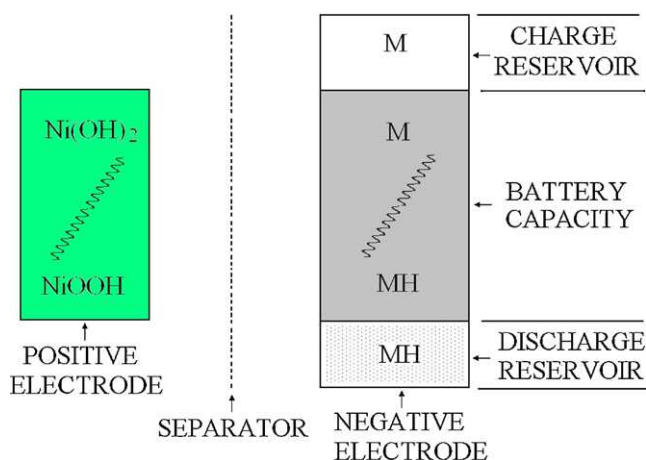 Ni(OH)2
NiOOH
POSITIVE
ELECTRODE
SEPARATOR
M
M
MH
MH
NEGATIVE
ELECTRODE
CHARGE
RESERVOIR
BATTERY
CAPACITY
DISCHARGE
RESERVOIR